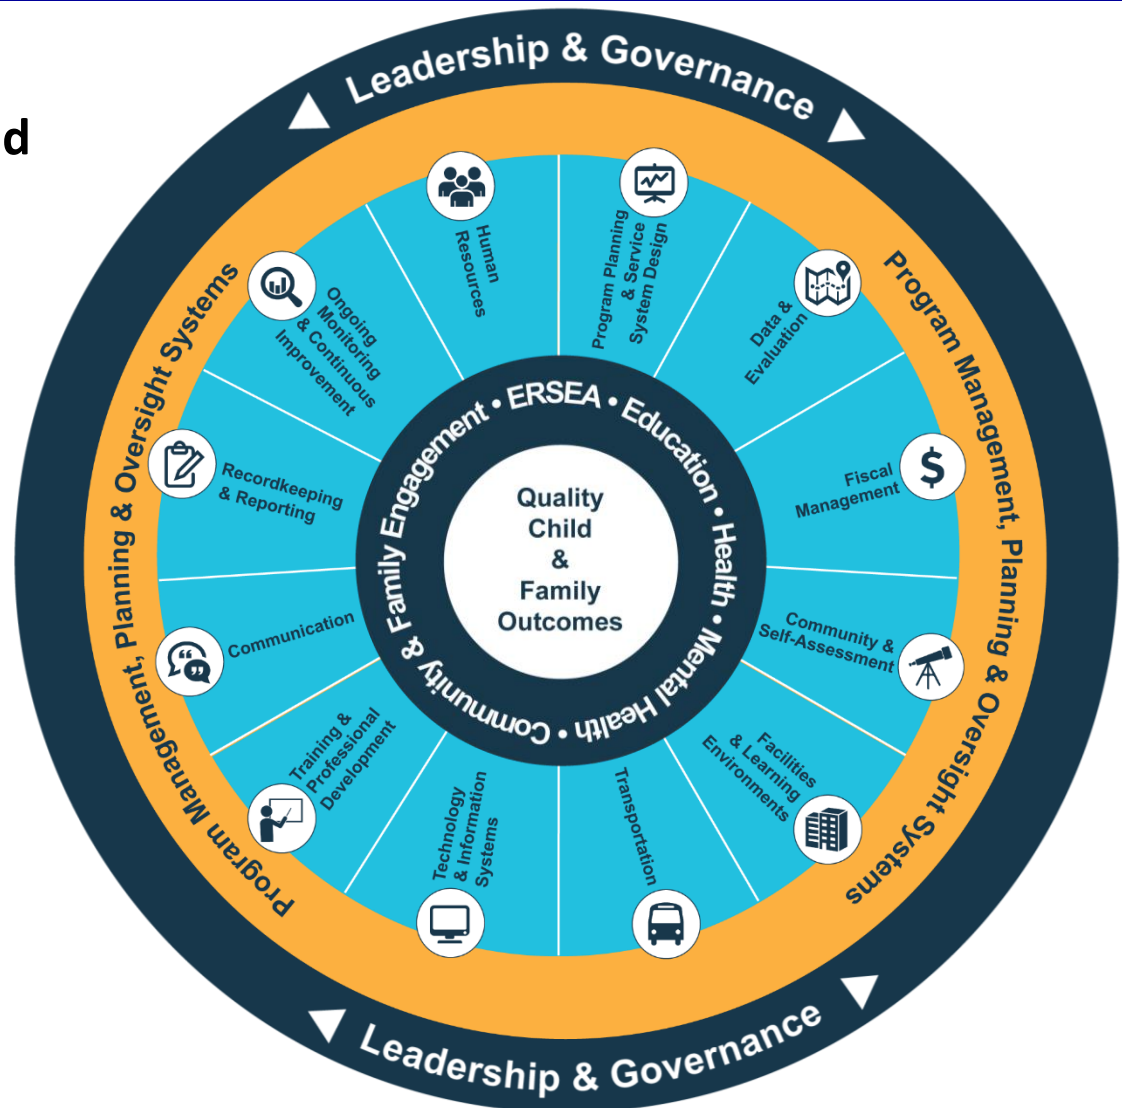 d
Leadership & Governance
Program Management, Planning & Oversight Systems
Program Management, Planning & Oversight Systems
Human
Resources
Program Planning
& Service
System Design
Data &
Evaluation
Fiscal
Management
$
Community &
Self-Assessment
Facilities
& Learning
Environments
Transportation
Technology
& Information
Systems
Training &
Professional
Development
Communication
Recordkeeping
& Reporting
Ongoing
Monitoring
& Continuous
Improvement
ERSEA • Education • Health • Mental Health • Community & Family Engagement •
Quality
Child
&
Family
Outcomes
Leadership & Governance